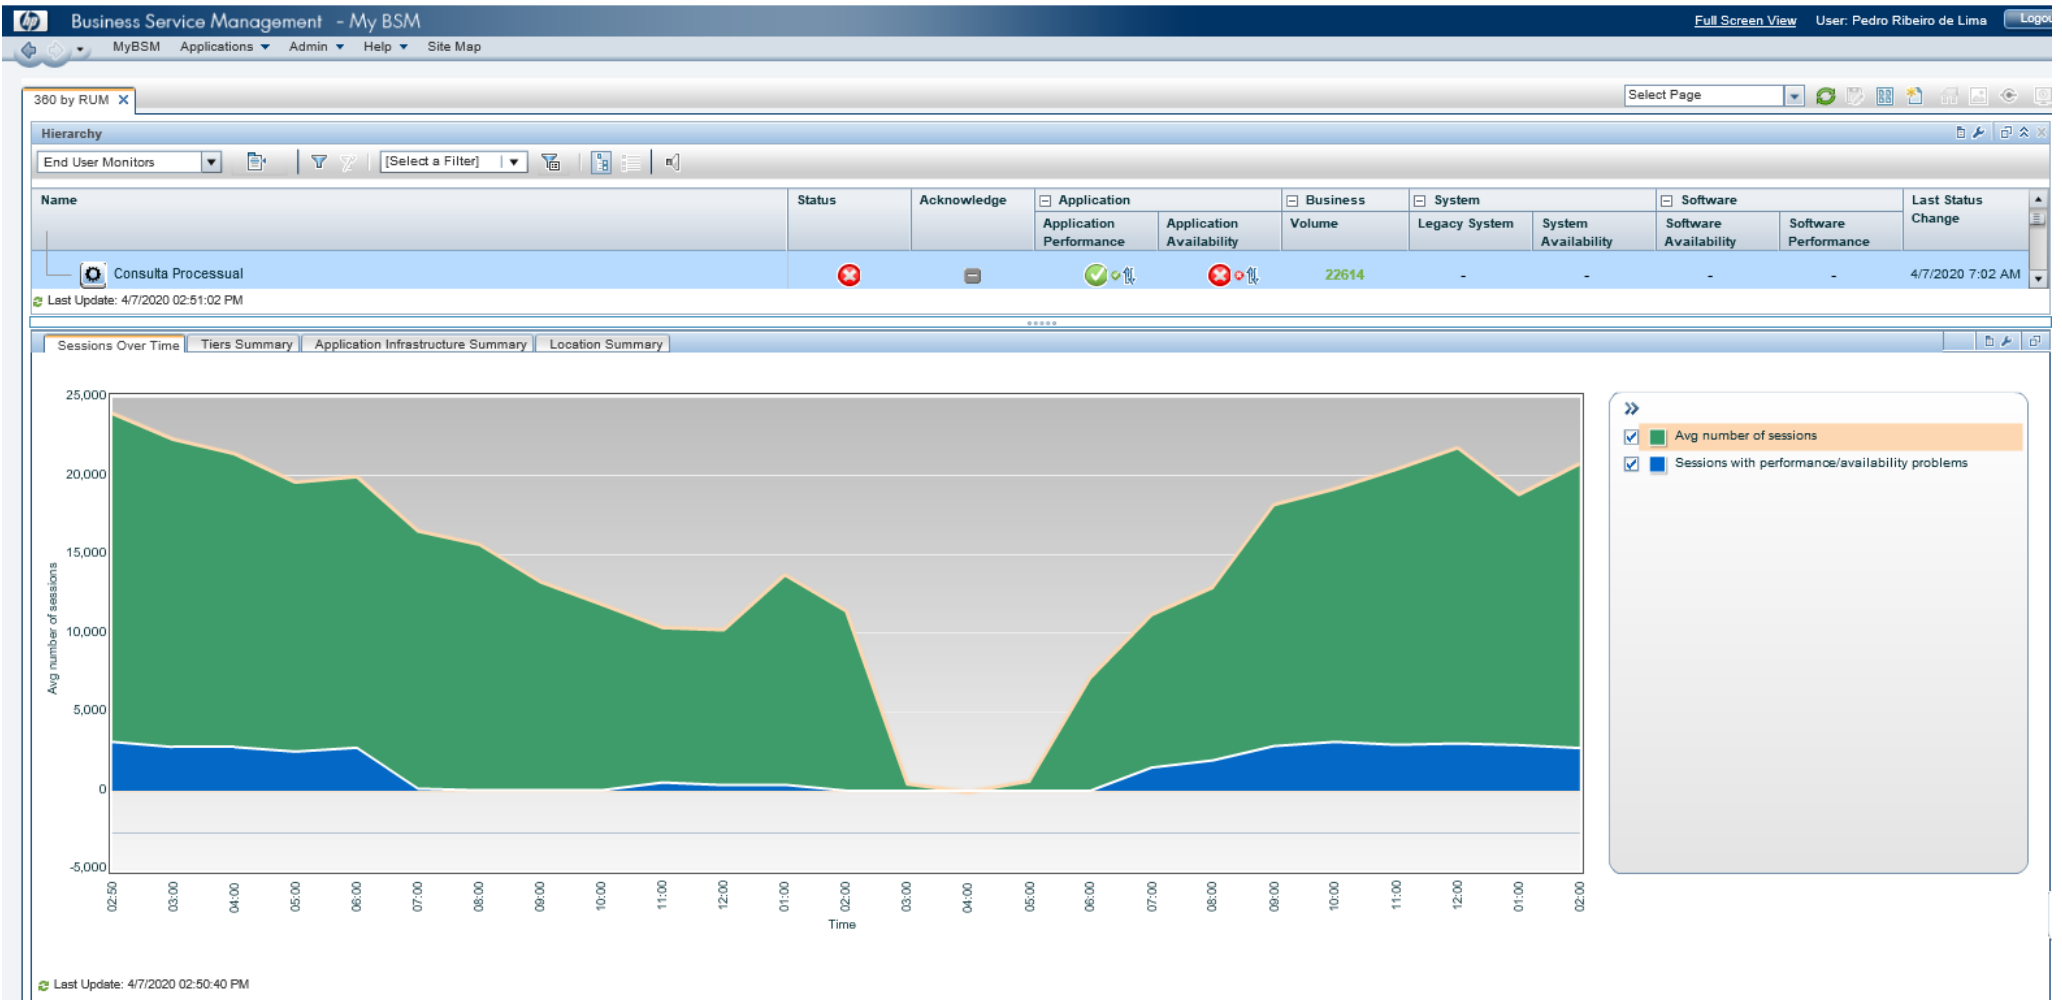 hp Business Service Management - My BSM Full Screen View User: Pedro Ribeiro de Lima Logou
MyBSM Applications Admin Help Site Map
360 by RUM Select Page
Hierarchy
End User Monitors [Select a Filter]
Name Status Acknowledge Application Business System Software Last Status Change
Application Performance Application Availability Volume Legacy System System Availability Software Availability Software Performance
Consulta Processual 22614 - - - - 4/7/2020 7:02 AM
Last Update: 4/7/2020 02:51:02 PM
Sessions Over Time Tiers Summary Application Infrastructure Summary Location Summary
25,000
20,000
15,000
10,000
5,000
0
-5,000
Avg number of sessions
02:50 03:00 04:00 05:00 06:00 07:00 08:00 09:00 10:00 11:00 12:00 01:00 02:00 03:00 04:00 05:00 06:00 07:00 08:00 09:00 10:00 11:00 12:00 01:00 02:00
Time
Avg number of sessions
Sessions with performance/availability problems
Last Update: 4/7/2020 02:50:40 PM